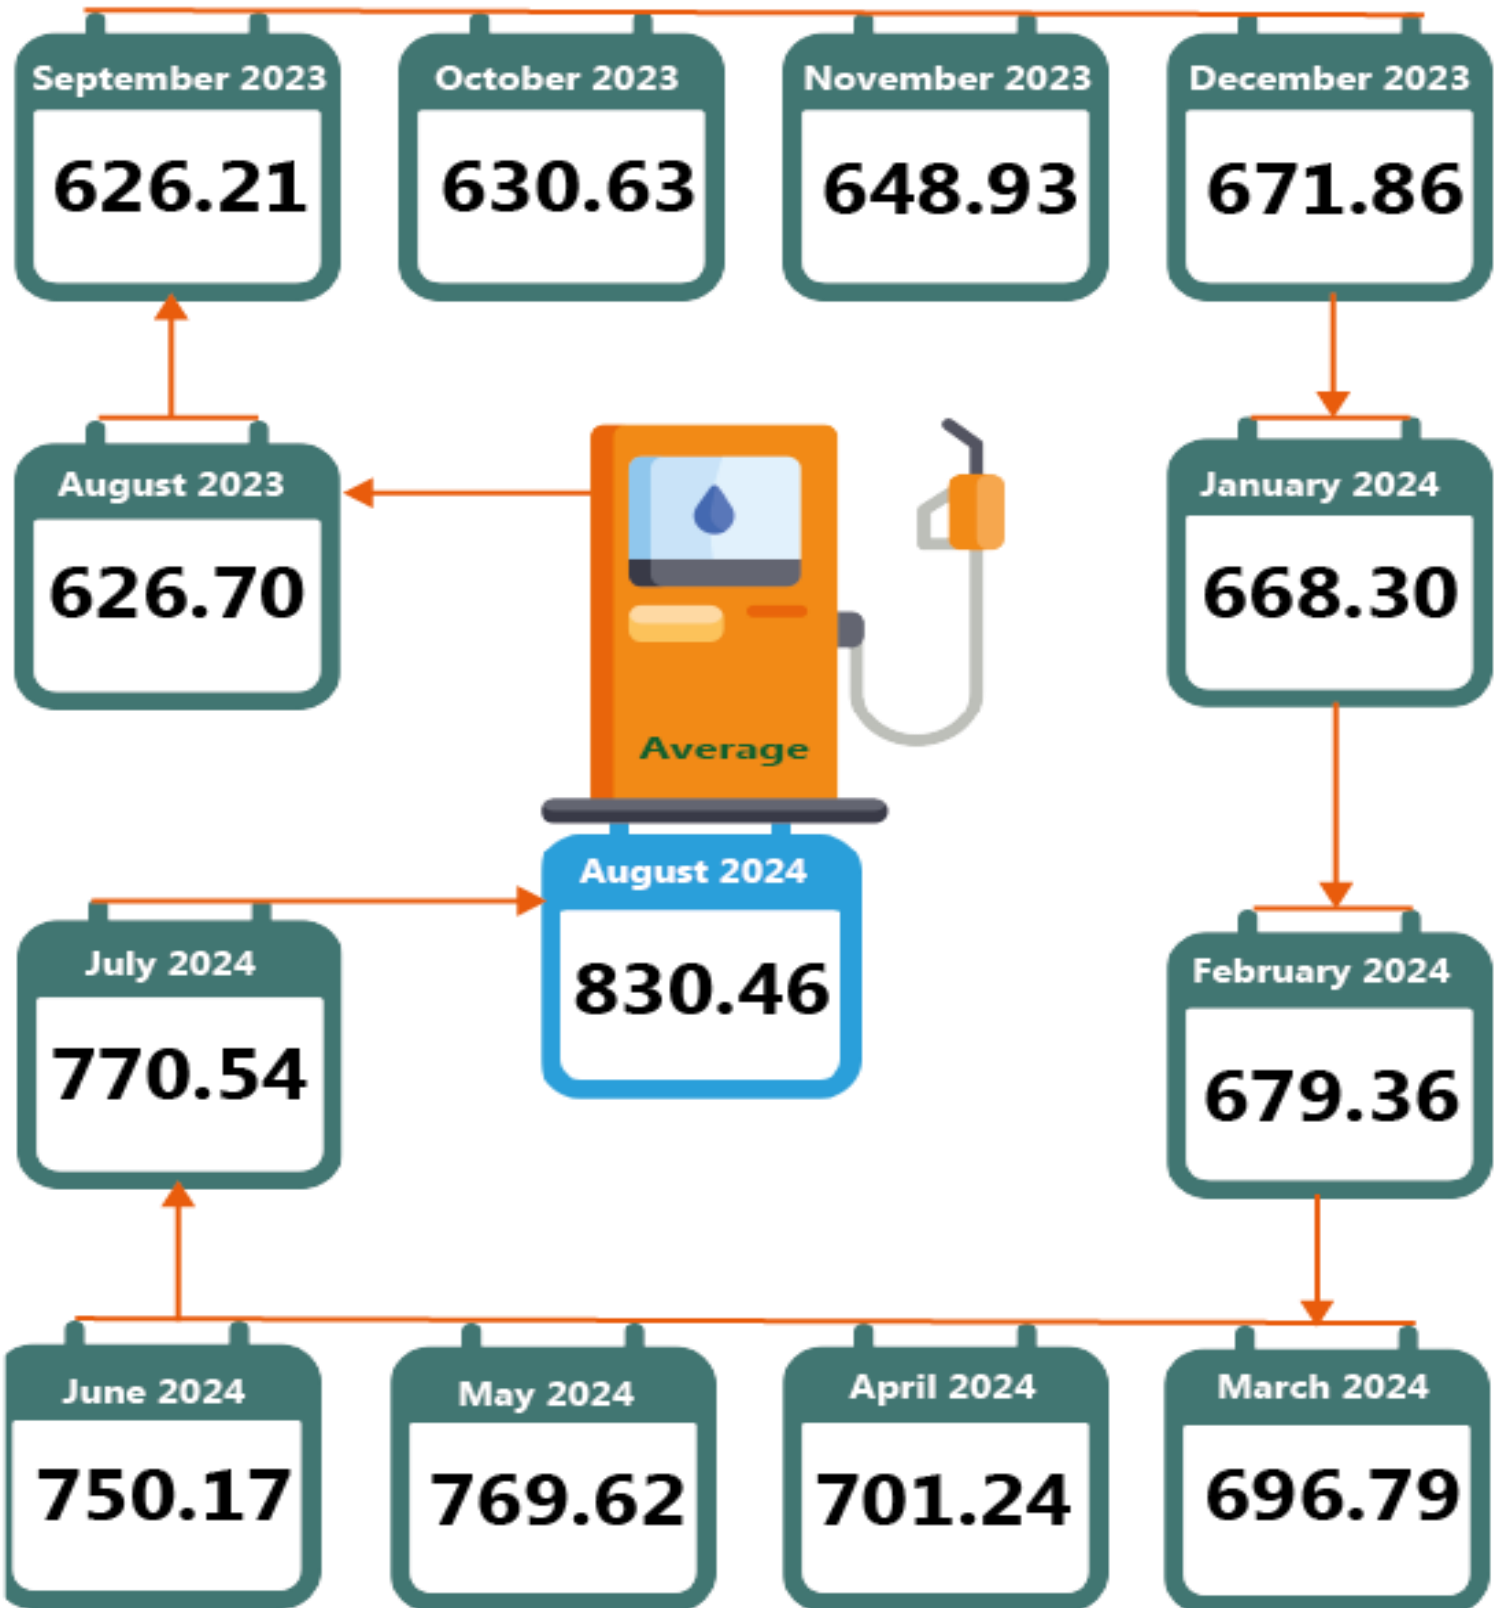 September 2023
626.21
October 2023
630.63
November 2023
648.93
December 2023
671.86
August 2023
626.70
January 2024
668.30
Average
August 2024
830.46
July 2024
770.54
February 2024
679.36
June 2024
750.17
May 2024
769.62
April 2024
701.24
March 2024
696.79